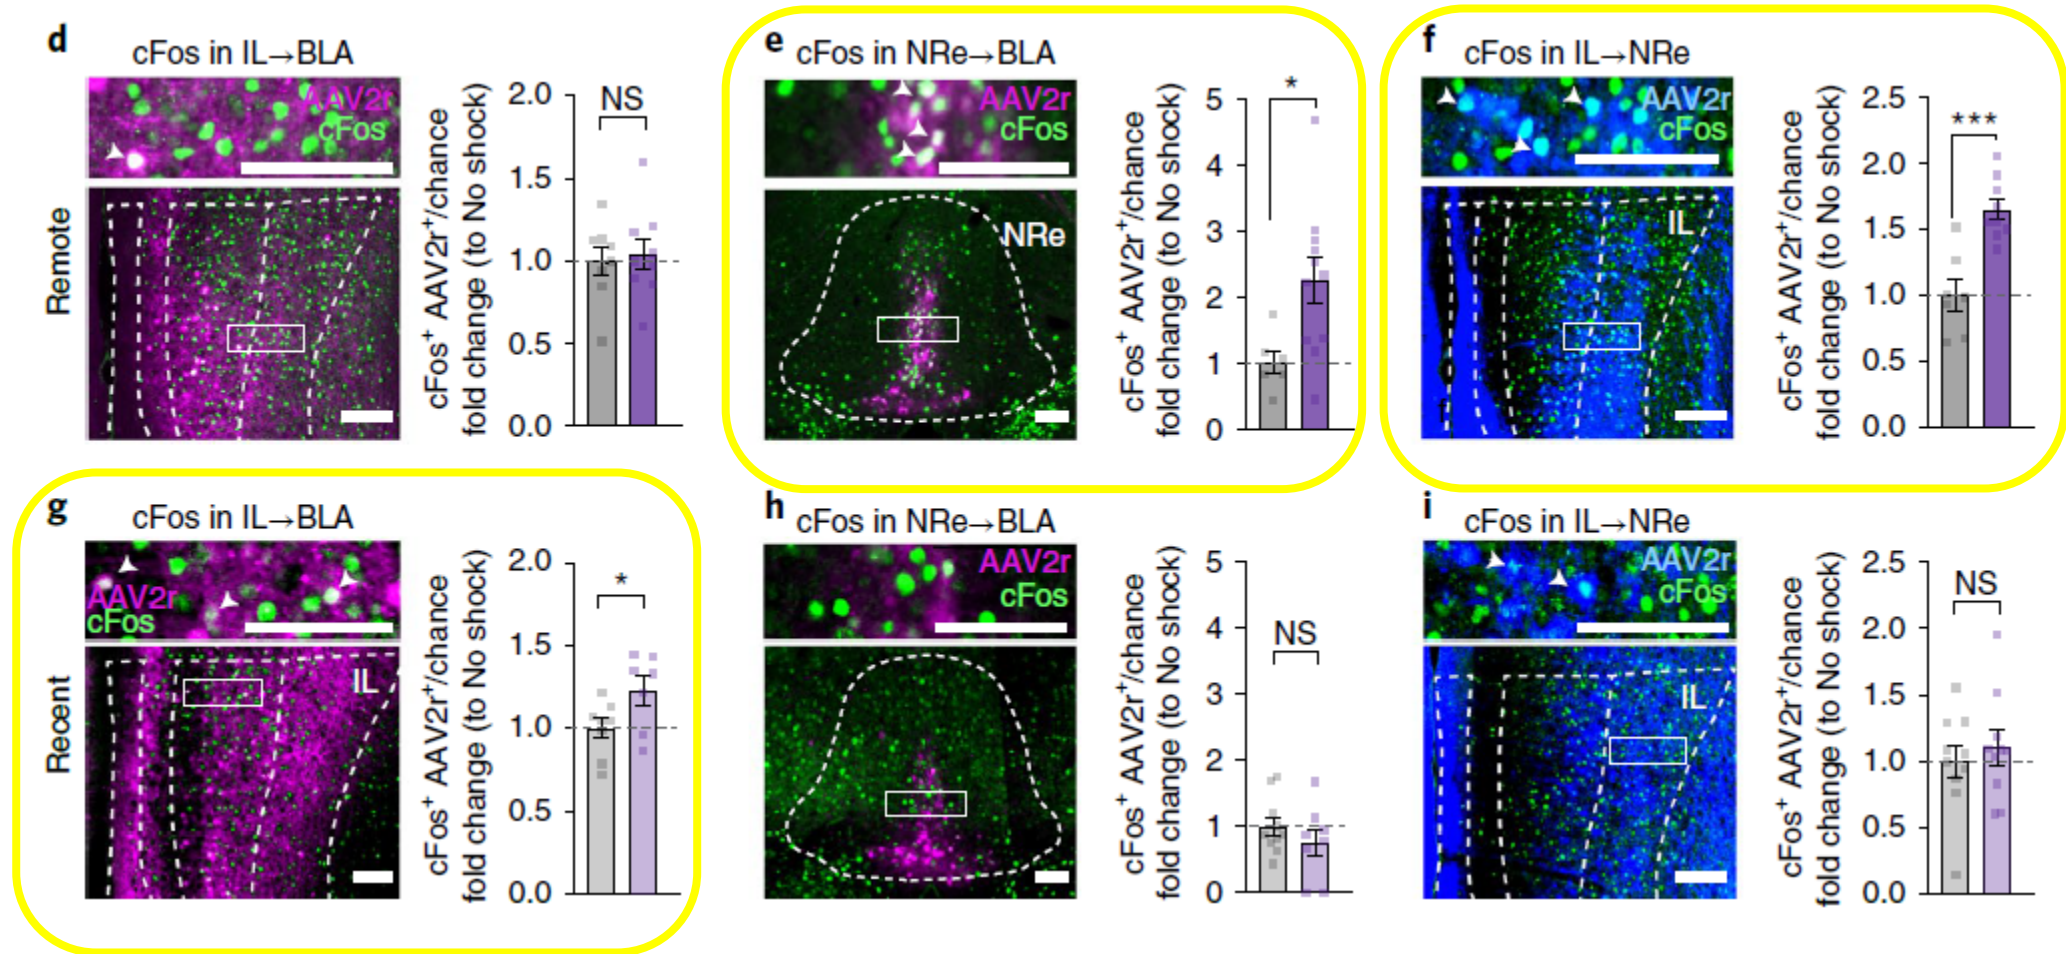 d
cFos in IL→BLA
AAV2r
cFos
Remote
cFos⁺ AAV2r⁺/chance
fold change (to No shock)
2.0
1.5
1.0
0.5
0.0
NS
e
cFos in NRe→BLA
AAV2r
cFos
NRe
cFos⁺ AAV2r⁺/chance
fold change (to No shock)
5
4
3
2
1
0
*
f
cFos in IL→NRe
AAV2r
cFos
IL
cFos⁺ AAV2r⁺/chance
fold change (to No shock)
2.5
2.0
1.5
1.0
0.5
0.0
***
g
cFos in IL→BLA
AAV2r
cFos
IL
Recent
cFos⁺ AAV2r⁺/chance
fold change (to No shock)
2.0
1.5
1.0
0.5
0.0
*
h
cFos in NRe→BLA
AAV2r
cFos
cFos⁺ AAV2r⁺/chance
fold change (to No shock)
5
4
3
2
1
0
NS
i
cFos in IL→NRe
AAV2r
cFos
IL
cFos⁺ AAV2r⁺/chance
fold change (to No shock)
2.5
2.0
1.5
1.0
0.5
0.0
NS